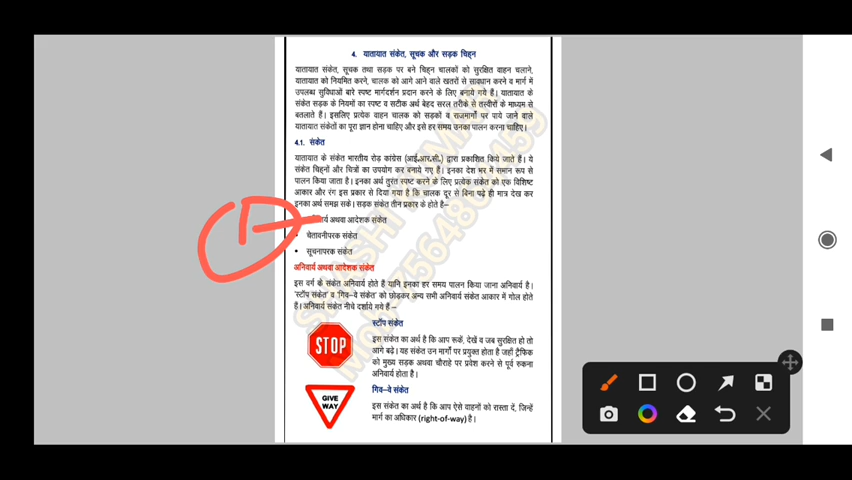 4. यातायात संकेत, सूचक और सड़क चिह्न
यातायात संकेत, सूचक तथा सड़क पर बने चिह्न चालकों को सुरक्षित वाहन चलाने,
यातायात को नियमित करने, चालक को आगे आने वाले खतरों से सावधान करने व मार्ग में
उपलब्ध सुविधाओं बारे स्पष्ट मार्गदर्शन प्रदान करने के लिए बनाये गये हैं। यातायात के
संकेत सड़क के नियमों का स्पष्ट व सटीक अर्थ बेहद सरल तरीके से तस्वीरों के माध्यम से
बतलाते हैं। इसलिए प्रत्येक वाहन चालक को सड़कों व राजमार्गों पर पाये जाने वाले
यातायात संकेतों का पूरा ज्ञान होना चाहिए और इसे हर समय उनका पालन करना चाहिए।
4.1. संकेत
यातायात के संकेत भारतीय रोड़ कांग्रेस (आई.आर.सी.) द्वारा प्रकाशित किये जाते हैं। ये
संकेत चिह्नों और चित्रों का उपयोग कर बनाये गए हैं। इनका देश भर में समान रूप से
पालन किया जाता है। इनका अर्थ तुरंत स्पष्ट करने के लिए प्रत्येक संकेत को एक विशिष्ट
आकार और रंग इस प्रकार से दिया गया है कि चालक दूर से बिना पढ़े ही मात्र देख कर
इनका अर्थ समझ सके। सड़क संकेत तीन प्रकार के होते है–
अथवा आदेशक संकेत
• चेतावनीपरक संकेत
• सूचनापरक संकेत
अनिवार्य अथवा आदेशक संकेत
इस वर्ग के संकेत अनिवार्य होते हैं यानि इनका हर समय पालन किया जाना अनिवार्य है।
'स्टॉप संकेत' व 'गिव–वे संकेत' को छोड़कर अन्य सभी अनिवार्य संकेत आकार में गोल होते
हैं। अनिवार्य संकेत नीचे दर्शाये गये हैं –
स्टॉप संकेत
STOP
इस संकेत का अर्थ है कि आप रूकें, देखें व जब सुरक्षित हो तो
आगे बढ़े। यह संकेत उन मार्गों पर प्रयुक्त होता है जहाँ ट्रैफिक
को मुख्य सड़क अथवा चौराहे पर प्रवेश करने से पूर्व रुकना
अनिवार्य होता है।
गिव–वे संकेत
GIVE
WAY
इस संकेत का अर्थ है कि आप ऐसे वाहनों को रास्ता दें, जिन्हें
मार्ग का अधिकार (right-of-way) है।